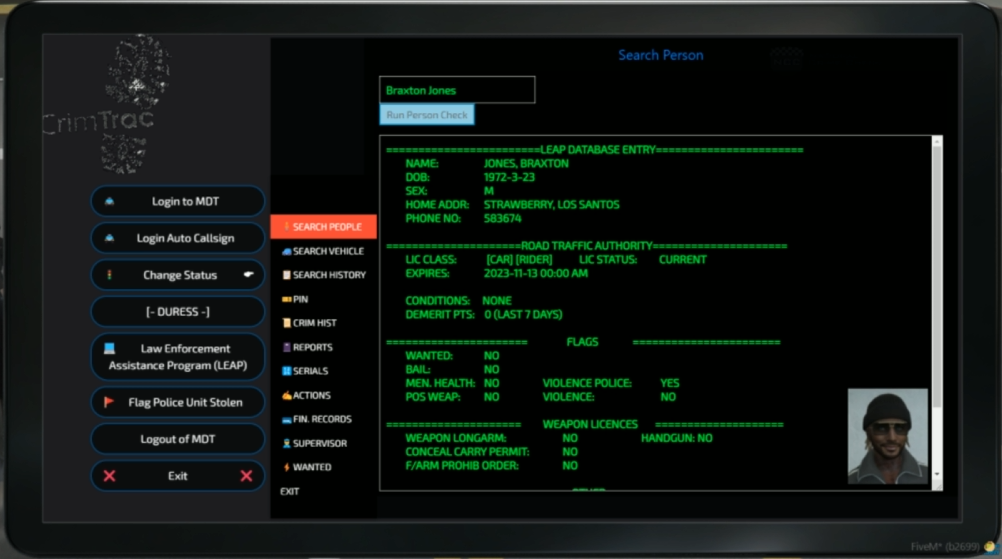 CrimTrac
Login to MDT
Login Auto Callsign
Change Status
[- DURESS -]
Law Enforcement
Assistance Program (LEAP)
Flag Police Unit Stolen
Logout of MDT
Exit
SEARCH PEOPLE
SEARCH VEHICLE
SEARCH HISTORY
PIN
CRIM HIST
REPORTS
SERIALS
ACTIONS
FIN. RECORDS
SUPERVISOR
WANTED
EXIT
Search Person
Braxton Jones
Run Person Check
==========================LEAP DATABASE ENTRY=========================
NAME: JONES, BRAXTON
DOB: 1972-3-23
SEX: M
HOME ADDR: STRAWBERRY, LOS SANTOS
PHONE NO: 583674
=======================ROAD TRAFFIC AUTHORITY=======================
LIC CLASS: [CAR] [RIDER] LIC STATUS: CURRENT
EXPIRES: 2023-11-13 00:00 AM
CONDITIONS: NONE
DEMERIT PTS: 0 (LAST 7 DAYS)
======================== FLAGS =========================
WANTED: NO
BAIL: NO
MEN. HEALTH: NO VIOLENCE POLICE: YES
POS WEAP: NO VIOLENCE: NO
======================= WEAPON LICENCES ======================
WEAPON LONGARM: NO HANDGUN: NO
CONCEAL CARRY PERMIT: NO
F/ARM PROHIB ORDER: NO
FiveM* (b2699)